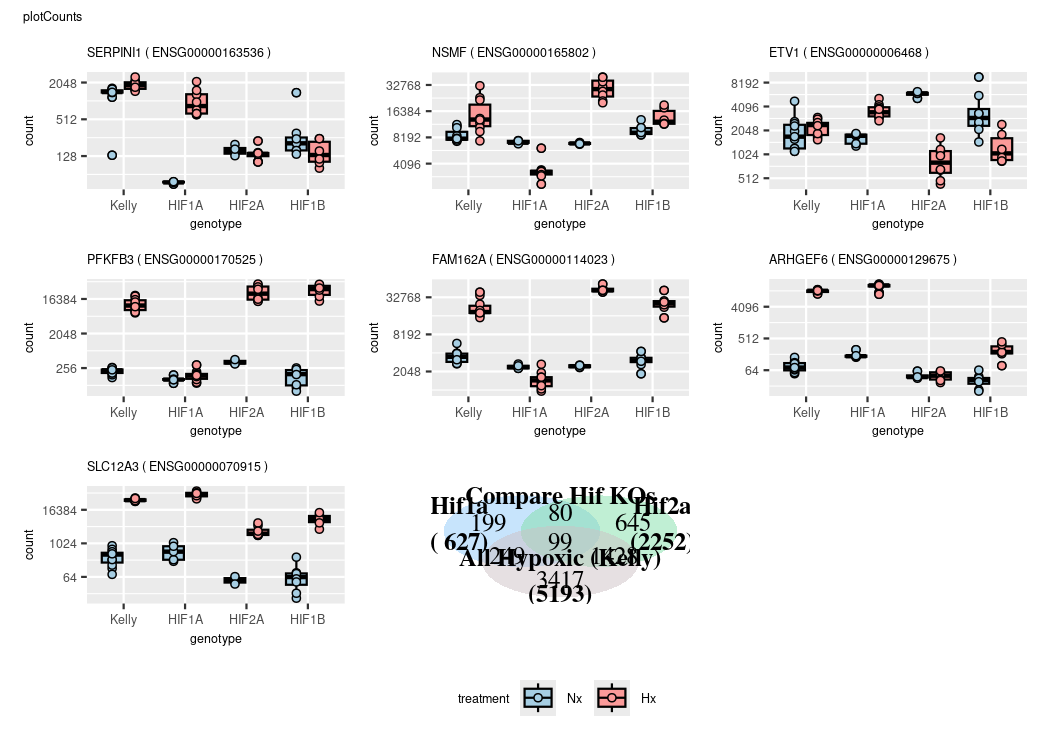 plotCounts
SERPINI1 ( ENSG00000163536 )
count
2048
512
128
Kelly HIF1A HIF2A HIF1B
genotype
NSMF ( ENSG00000165802 )
count
32768
16384
8192
4096
Kelly HIF1A HIF2A HIF1B
genotype
ETV1 ( ENSG00000006468 )
count
8192
4096
2048
1024
512
Kelly HIF1A HIF2A HIF1B
genotype
PFKFB3 ( ENSG00000170525 )
count
16384
2048
256
Kelly HIF1A HIF2A HIF1B
genotype
FAM162A ( ENSG00000114023 )
count
32768
8192
2048
Kelly HIF1A HIF2A HIF1B
genotype
ARHGEF6 ( ENSG00000129675 )
count
4096
512
64
Kelly HIF1A HIF2A HIF1B
genotype
SLC12A3 ( ENSG00000070915 )
count
16384
1024
64
Kelly HIF1A HIF2A HIF1B
genotype
Compare Hif KOs
Hif1a
( 627)
Hif2a
(2252)
199
80
645
99
249
1428
All Hypoxic (Kelly)
3417
(5193)
treatment Nx Hx